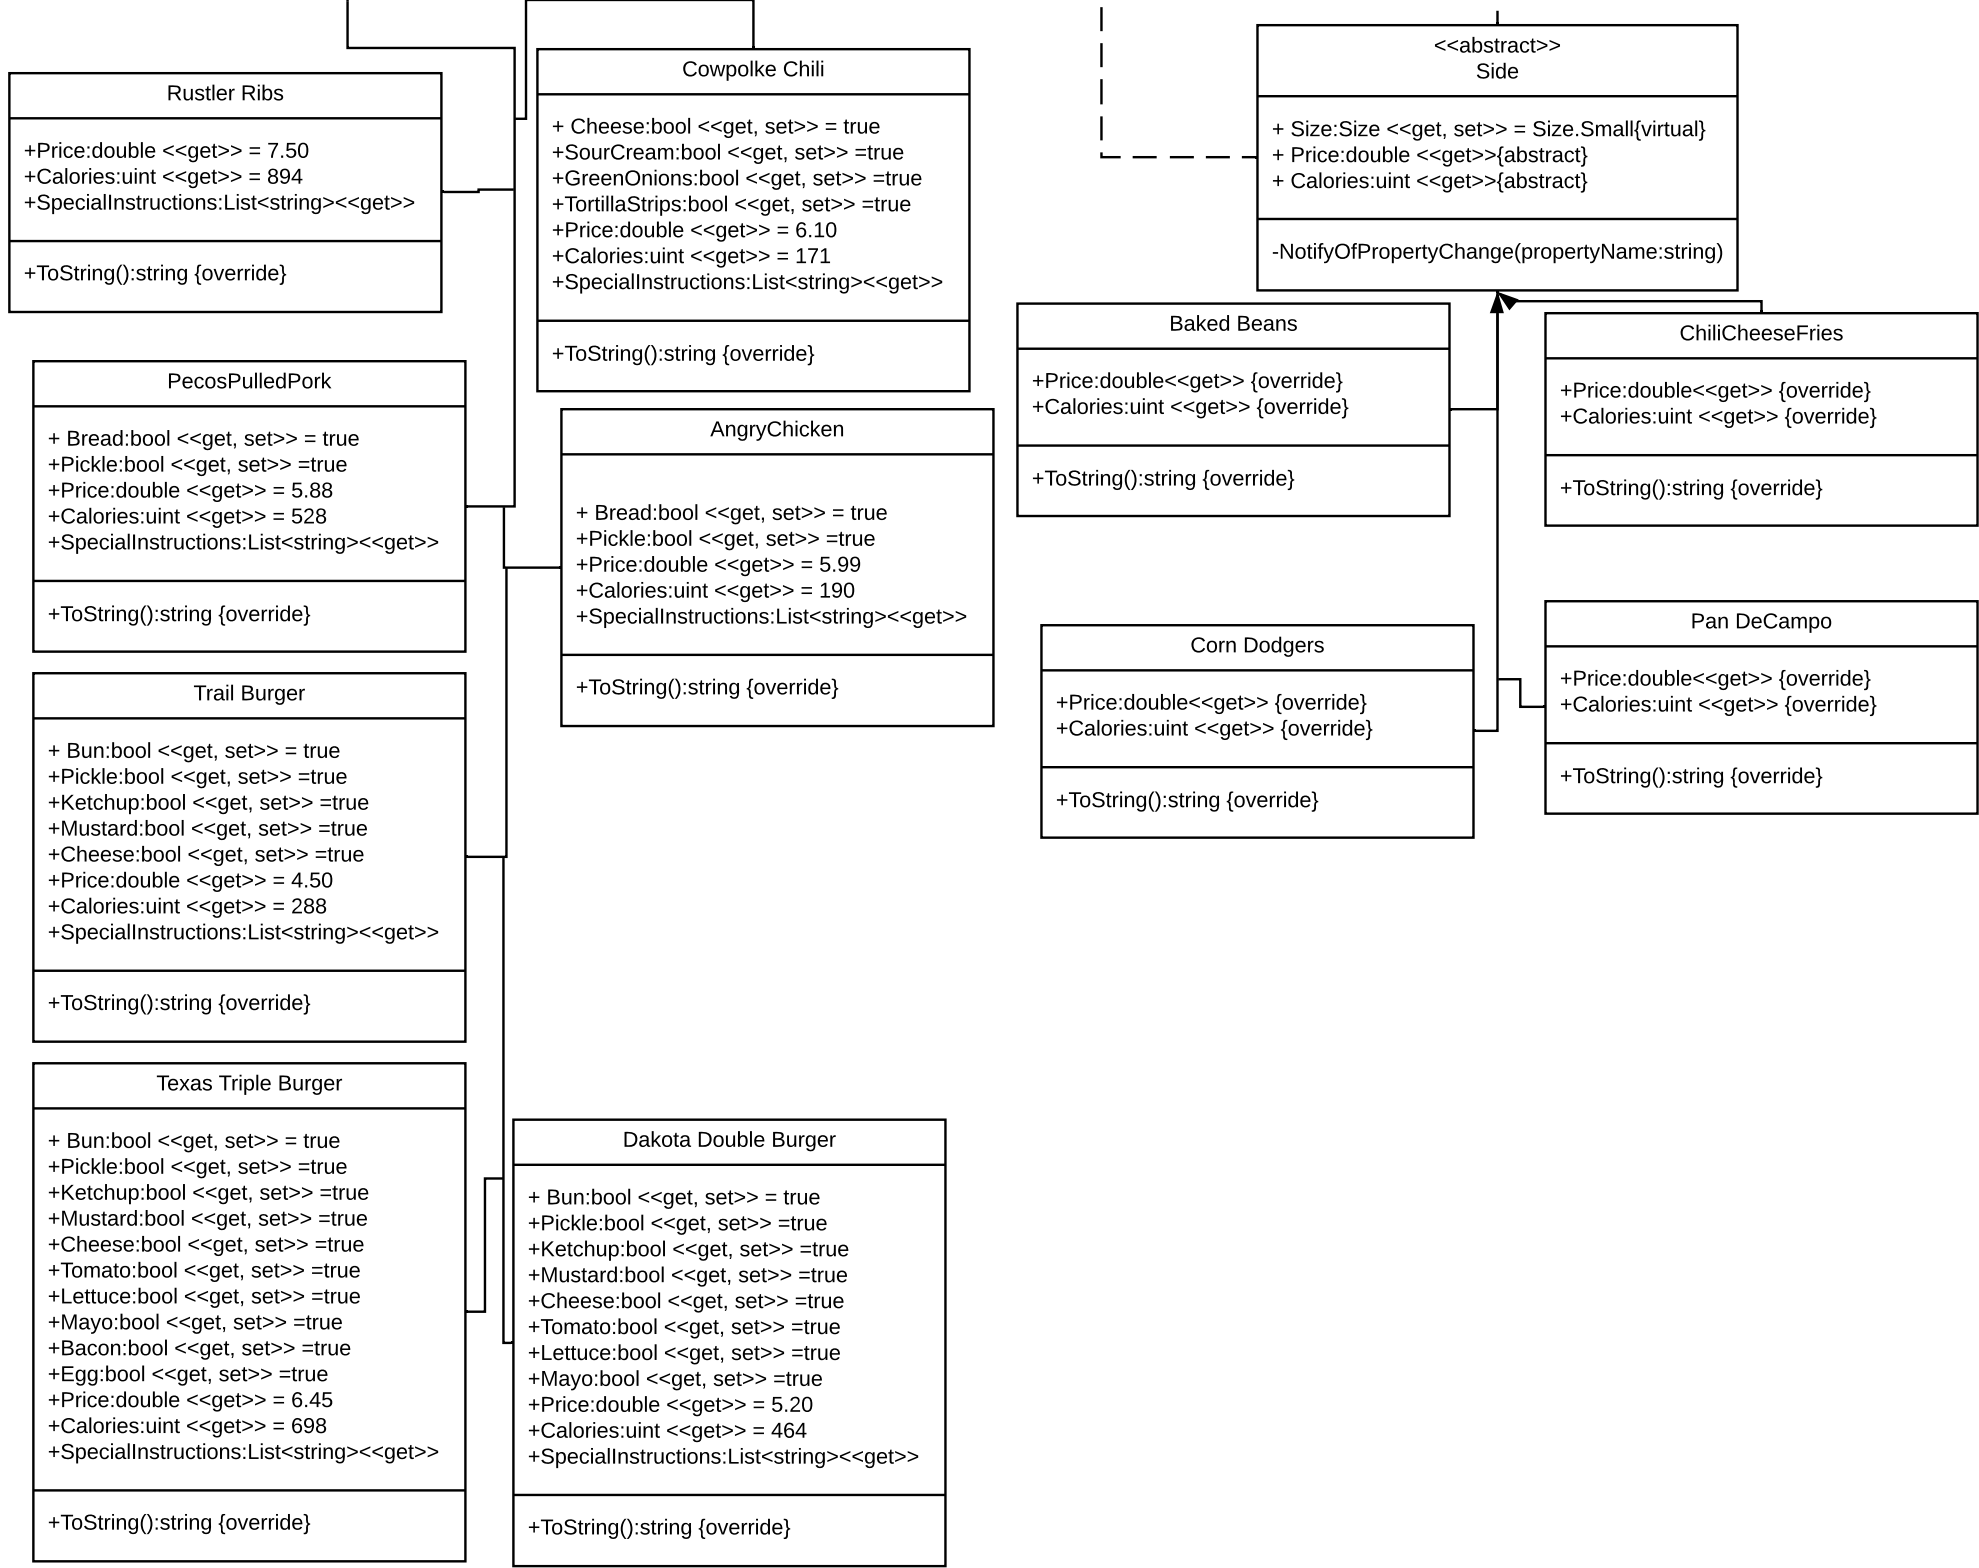 Rustler Ribs
+Price:double <<get>> = 7.50
+Calories:uint <<get>> = 894
+SpecialInstructions:List<string><<get>>
+ToString():string {override}
Cowpolke Chili
+ Cheese:bool <<get, set>> = true
+SourCream:bool <<get, set>> =true
+GreenOnions:bool <<get, set>> =true
+TortillaStrips:bool <<get, set>> =true
+Price:double <<get>> = 6.10
+Calories:uint <<get>> = 171
+SpecialInstructions:List<string><<get>>
+ToString():string {override}
<<abstract>>
Side
+ Size:Size <<get, set>> = Size.Small{virtual}
+ Price:double <<get>>{abstract}
+ Calories:uint <<get>>{abstract}
-NotifyOfPropertyChange(propertyName:string)
Baked Beans
+Price:double<<get>> {override}
+Calories:uint <<get>> {override}
+ToString():string {override}
ChiliCheeseFries
+Price:double<<get>> {override}
+Calories:uint <<get>> {override}
+ToString():string {override}
PecosPulledPork
+ Bread:bool <<get, set>> = true
+Pickle:bool <<get, set>> =true
+Price:double <<get>> = 5.88
+Calories:uint <<get>> = 528
+SpecialInstructions:List<string><<get>>
+ToString():string {override}
AngryChicken
+ Bread:bool <<get, set>> = true
+Pickle:bool <<get, set>> =true
+Price:double <<get>> = 5.99
+Calories:uint <<get>> = 190
+SpecialInstructions:List<string><<get>>
+ToString():string {override}
Corn Dodgers
+Price:double<<get>> {override}
+Calories:uint <<get>> {override}
+ToString():string {override}
Pan DeCampo
+Price:double<<get>> {override}
+Calories:uint <<get>> {override}
+ToString():string {override}
Trail Burger
+ Bun:bool <<get, set>> = true
+Pickle:bool <<get, set>> =true
+Ketchup:bool <<get, set>> =true
+Mustard:bool <<get, set>> =true
+Cheese:bool <<get, set>> =true
+Price:double <<get>> = 4.50
+Calories:uint <<get>> = 288
+SpecialInstructions:List<string><<get>>
+ToString():string {override}
Texas Triple Burger
+ Bun:bool <<get, set>> = true
+Pickle:bool <<get, set>> =true
+Ketchup:bool <<get, set>> =true
+Mustard:bool <<get, set>> =true
+Cheese:bool <<get, set>> =true
+Tomato:bool <<get, set>> =true
+Lettuce:bool <<get, set>> =true
+Mayo:bool <<get, set>> =true
+Bacon:bool <<get, set>> =true
+Egg:bool <<get, set>> =true
+Price:double <<get>> = 6.45
+Calories:uint <<get>> = 698
+SpecialInstructions:List<string><<get>>
+ToString():string {override}
Dakota Double Burger
+ Bun:bool <<get, set>> = true
+Pickle:bool <<get, set>> =true
+Ketchup:bool <<get, set>> =true
+Mustard:bool <<get, set>> =true
+Cheese:bool <<get, set>> =true
+Tomato:bool <<get, set>> =true
+Lettuce:bool <<get, set>> =true
+Mayo:bool <<get, set>> =true
+Price:double <<get>> = 5.20
+Calories:uint <<get>> = 464
+SpecialInstructions:List<string><<get>>
+ToString():string {override}